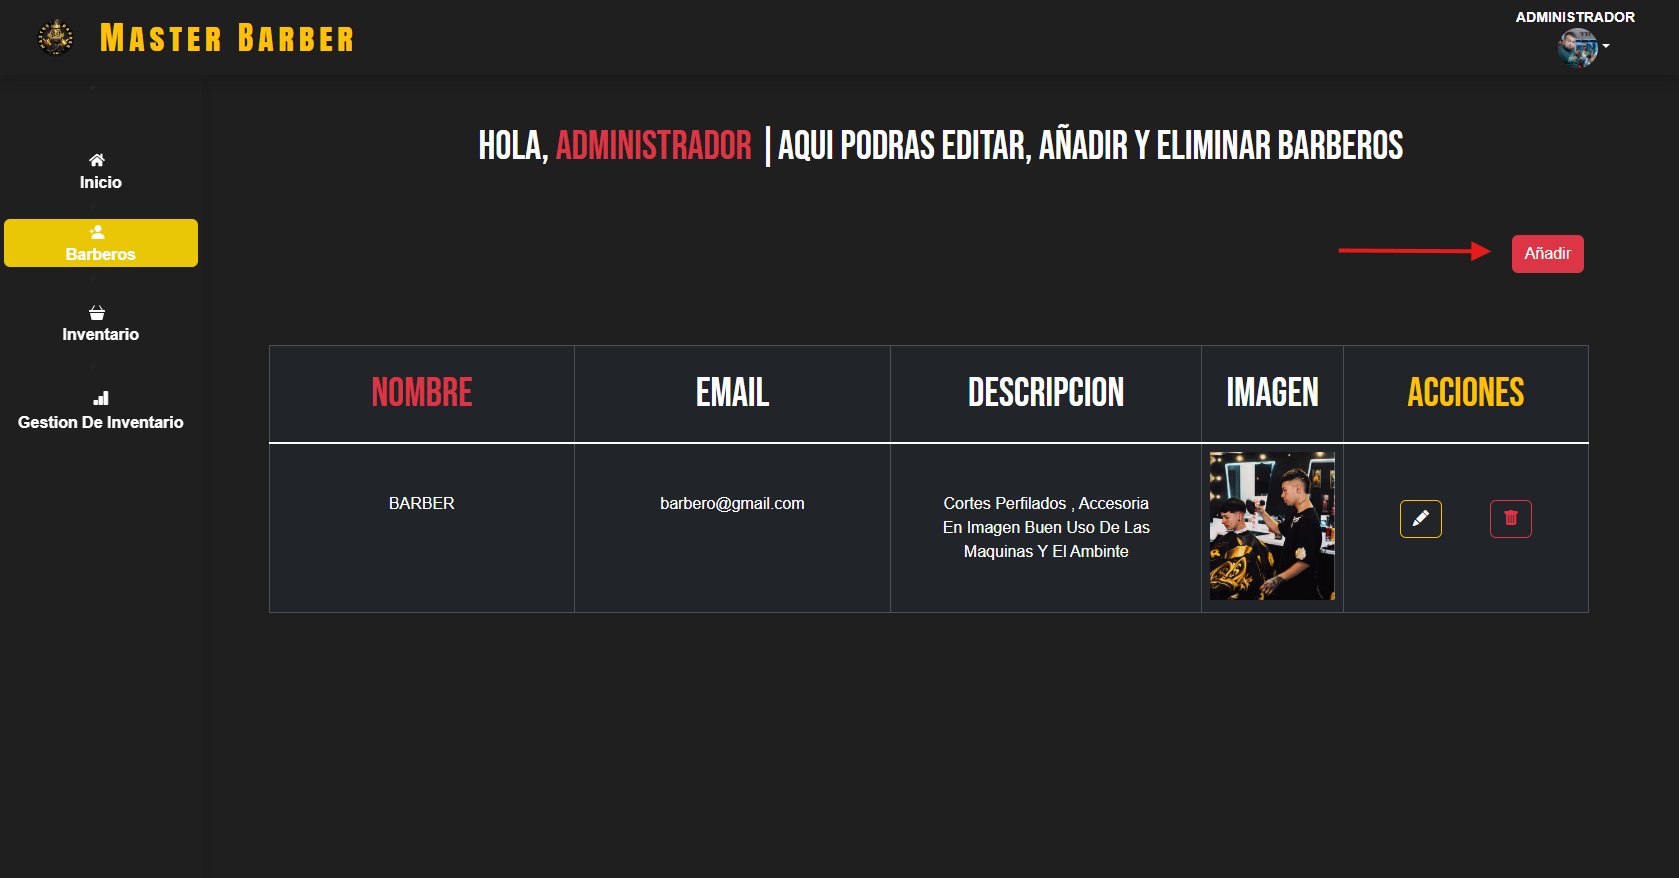 MASTER BARBER
ADMINISTRADOR
HOLA, ADMINISTRADOR | AQUI PODRAS EDITAR, AÑADIR Y ELIMINAR BARBEROS
Inicio
Barberos
Inventario
Gestion De Inventario
Añadir
NOMBRE EMAIL DESCRIPCION IMAGEN ACCIONES
BARBER barbero@gmail.com Cortes Perfilados , Accesoria
En Imagen Buen Uso De Las
Maquinas Y El Ambinte